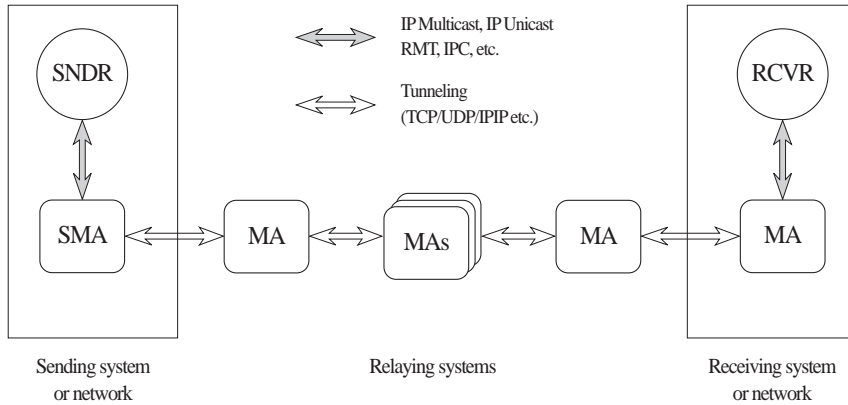 IP Multicast, IP Unicast
RMT, IPC, etc.
SNDR
RCVR
Tunneling
(TCP/UDP/IPIP etc.)
SMA
MA
MAs
MA
MA
Sending system
or network
Relaying systems
Receiving system
or network